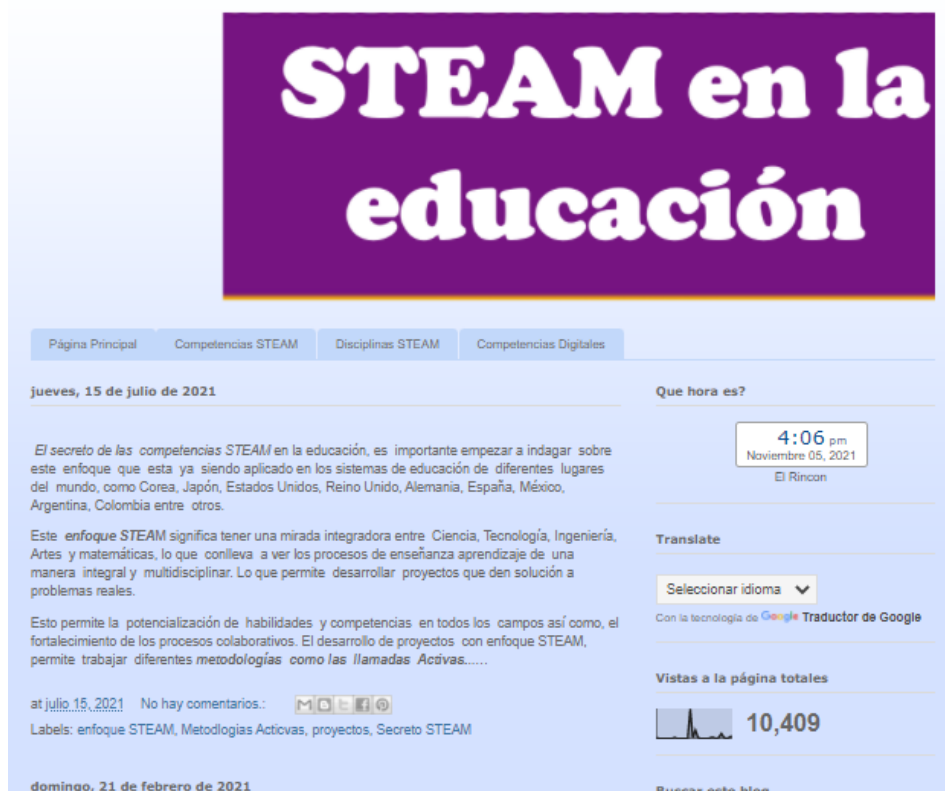 STEAM en la
educación
Página Principal
Competencias STEAM
Disciplinas STEAM
Competencias Digitales
jueves, 15 de julio de 2021
El secreto de las competencias STEAM en la educación, es importante empezar a indagar sobre
este enfoque que esta ya siendo aplicado en los sistemas de educación de diferentes lugares
del mundo, como Corea, Japón, Estados Unidos, Reino Unido, Alemania, España, México,
Argentina, Colombia entre otros.
Este enfoque STEAM significa tener una mirada integradora entre Ciencia, Tecnología, Ingeniería,
Artes y matemáticas, lo que conlleva a ver los procesos de enseñanza aprendizaje de una
manera integral y multidisciplinar. Lo que permite desarrollar proyectos que den solución a
problemas reales.
Esto permite la potencialización de habilidades y competencias en todos los campos así como, el
fortalecimiento de los procesos colaborativos. El desarrollo de proyectos con enfoque STEAM,
permite trabajar diferentes metodologías como las llamadas Activas......
at julio 15, 2021 No hay comentarios.:
Labels: enfoque STEAM, Metodlogias Acticvas, proyectos, Secreto STEAM
domingo, 21 de febrero de 2021
Que hora es?
4:06 pm
Noviembre 05, 2021
El Rincon
Translate
Seleccionar idioma
Con la tecnología de Google Traductor de Google
Vistas a la página totales
10,409
Buscar este blog